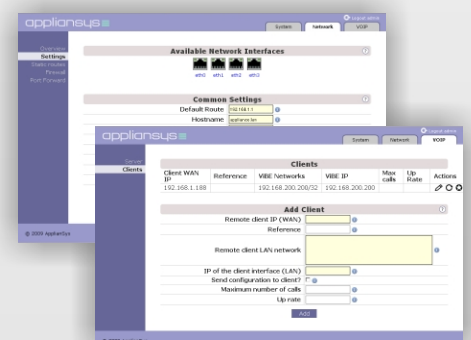 appliansys
Logout admin
System Network VOIP
Overview
Settings
Static routes
Firewall
Port Forward
Available Network Interfaces
eth0 eth1 eth2 eth3
Common Settings
Default Route 192.168.1.1
Hostname appliance.lan
© 2009 ApplianSys
appliansys
Logout admin
System Network VOIP
Server
Clients
Clients
Client WAN IP Reference VIBE Networks VIBE IP Max calls Up Rate Actions
192.168.1.188 192.168.200.200/32 192.168.200.200
Add Client
Remote client IP (WAN)
Reference
Remote client LAN network
IP of the client interface (LAN)
Send configuration to client?
Maximum number of calls
Up rate
Add